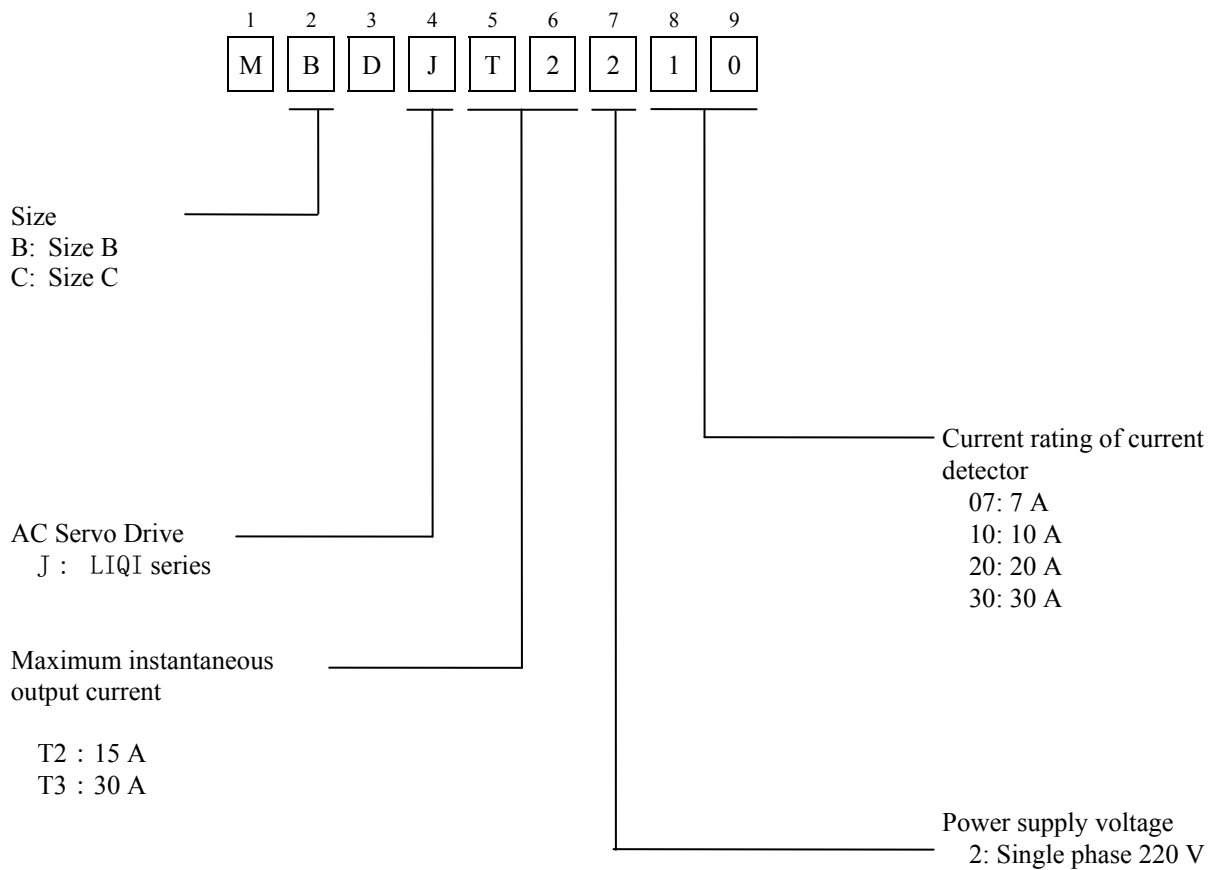 1 2 3 4 5 6 7 8 9
M B D J T 2 2 1 0
Size
B: Size B
C: Size C
Current rating of current
detector
07: 7 A
10: 10 A
20: 20 A
30: 30 A
AC Servo Drive
J : LIQI series
Maximum instantaneous
output current
T2 : 15 A
T3 : 30 A
Power supply voltage
2: Single phase 220 V